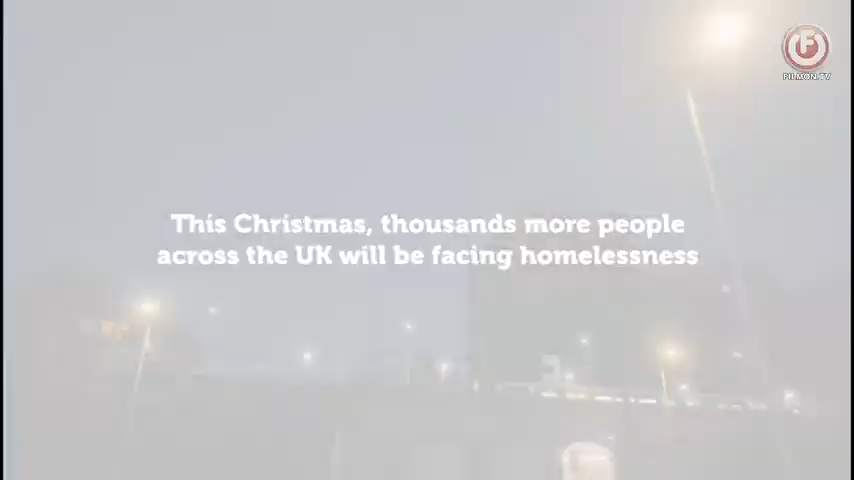 FILMON TV
This Christmas, thousands more people
across the UK will be facing homelessness